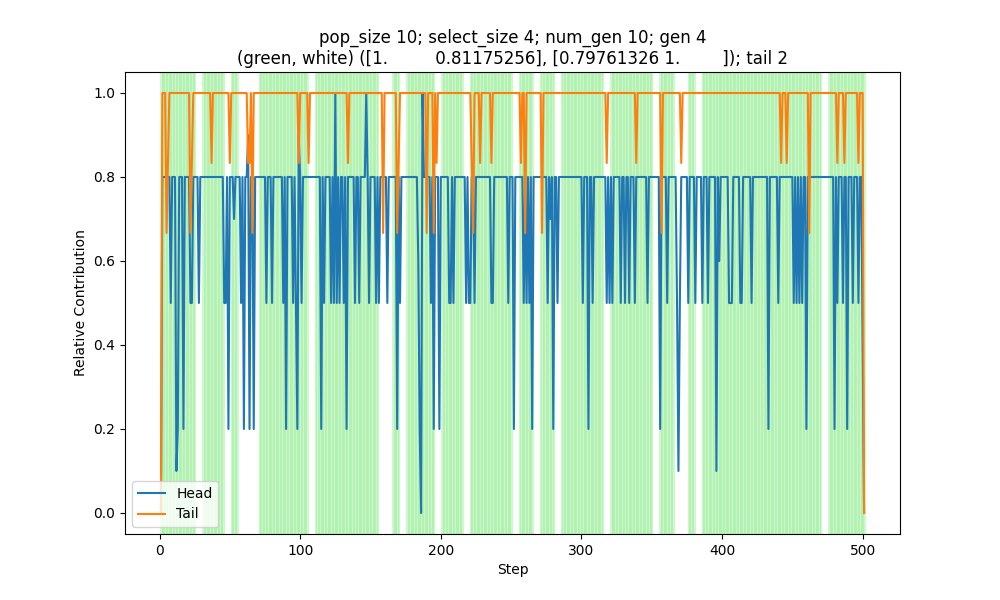 pop_size 10; select_size 4; num_gen 10; gen 4
(green, white) ([1.          0.81175256], [0.79761326 1.         ]); tail 2
1.0
0.8
0.6
0.4
0.2
0.0
Relative Contribution
Head
Tail
0
100
200
300
400
500
Step